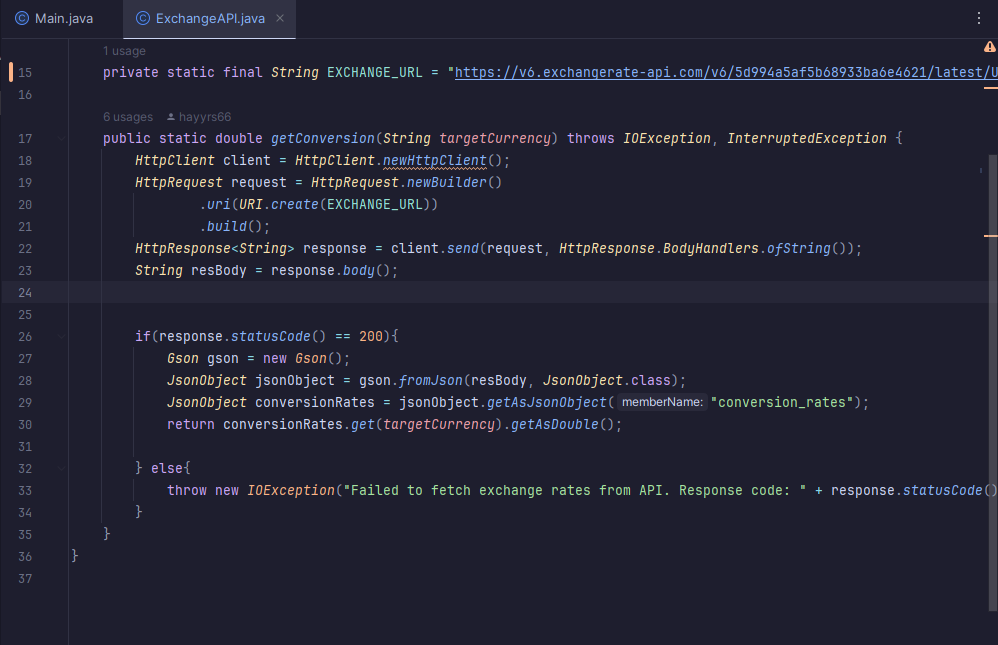 Main.java
ExchangeAPI.java
1 usage
15 private static final String EXCHANGE_URL = "https://v6.exchangerate-api.com/v6/5d994a5af5b68933ba6e4621/latest/U
16
6 usages hayyrs66
17 public static double getConversion(String targetCurrency) throws IOException, InterruptedException {
18 HttpClient client = HttpClient.newHttpClient();
19 HttpRequest request = HttpRequest.newBuilder()
20 .uri(URI.create(EXCHANGE_URL))
21 .build();
22 HttpResponse<String> response = client.send(request, HttpResponse.BodyHandlers.ofString());
23 String resBody = response.body();
24
25
26 if(response.statusCode() == 200){
27 Gson gson = new Gson();
28 JsonObject jsonObject = gson.fromJson(resBody, JsonObject.class);
29 JsonObject conversionRates = jsonObject.getAsJsonObject( memberName: "conversion_rates");
30 return conversionRates.get(targetCurrency).getAsDouble();
31
32 } else{
33 throw new IOException("Failed to fetch exchange rates from API. Response code: " + response.statusCode()
34 }
35 }
36 }
37